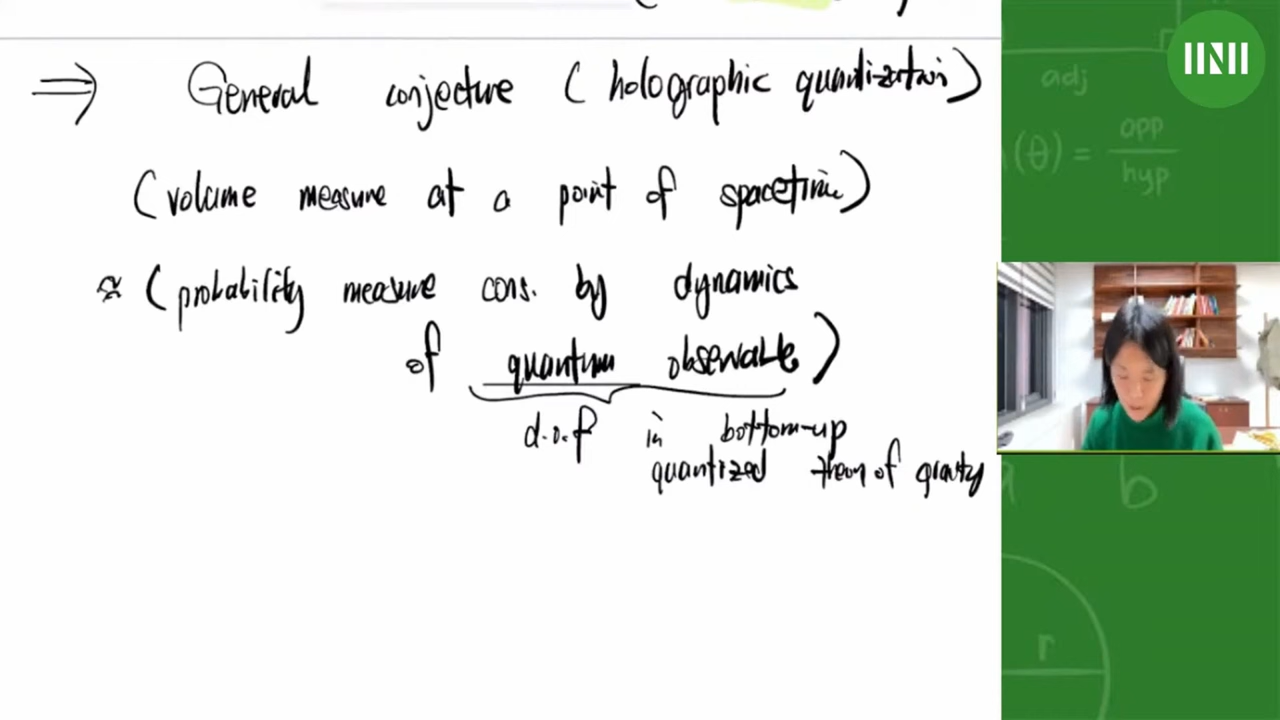 ⇒ General conjecture (holographic quantization)
(volume measure at a point of spacetime)
≈ (probability measure cons. by dynamics
of quantum observable)
d.o.f in bottom-up
quantized theory of gravity
adj
(θ) = opp
hyp
b
r